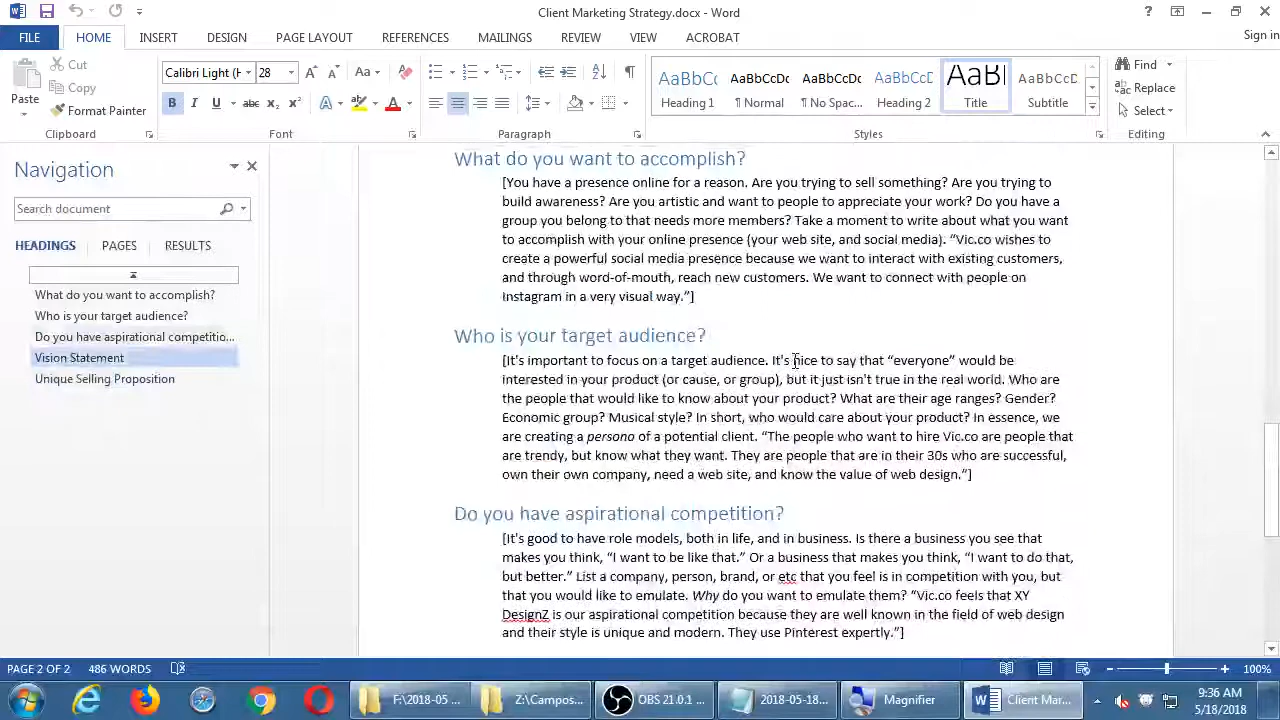 Client Marketing Strategy.docx - Word
Sign in
FILE HOME INSERT DESIGN PAGE LAYOUT REFERENCES MAILINGS REVIEW VIEW ACROBAT
Paste
Cut
Copy
Format Painter
Clipboard
Calibri Light (H 28
Font
Paragraph
AaBbCc
Heading 1
AaBbCcDc
¶ Normal
AaBbCcDc
¶ No Spac...
AaBbCcD
Heading 2
AaB
Title
AaBbCcD
Subtitle
Styles
Find
Replace
Select
Editing
Navigation
Search document
HEADINGS PAGES RESULTS
What do you want to accomplish?
Who is your target audience?
Do you have aspirational competitio...
Vision Statement
Unique Selling Proposition
What do you want to accomplish?
[You have a presence online for a reason. Are you trying to sell something? Are you trying to
build awareness? Are you artistic and want to people to appreciate your work? Do you have a
group you belong to that needs more members? Take a moment to write about what you want
to accomplish with your online presence (your web site, and social media). “Vic.co wishes to
create a powerful social media presence because we want to interact with existing customers,
and through word-of-mouth, reach new customers. We want to connect with people on
Instagram in a very visual way.”]
Who is your target audience?
[It's important to focus on a target audience. It's nice to say that “everyone” would be
interested in your product (or cause, or group), but it just isn't true in the real world. Who are
the people that would like to know about your product? What are their age ranges? Gender?
Economic group? Musical style? In short, who would care about your product? In essence, we
are creating a persona of a potential client. “The people who want to hire Vic.co are people that
are trendy, but know what they want. They are people that are in their 30s who are successful,
own their own company, need a web site, and know the value of web design.”]
Do you have aspirational competition?
[It's good to have role models, both in life, and in business. Is there a business you see that
makes you think, “I want to be like that.” Or a business that makes you think, “I want to do that,
but better.” List a company, person, brand, or etc that you feel is in competition with you, but
that you would like to emulate. Why do you want to emulate them? “Vic.co feels that XY
DesignZ is our aspirational competition because they are well known in the field of web design
and their style is unique and modern. They use Pinterest expertly.”]
PAGE 2 OF 2 486 WORDS
100%
F:\2018-05 ...
Z:\Campos...
OBS 21.0.1 ...
2018-05-18...
Magnifier
Client Mar...
9:36 AM
5/18/2018